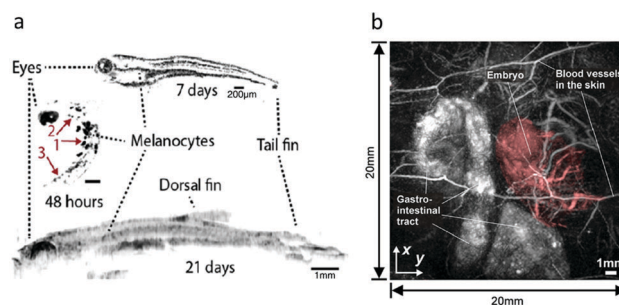 a
Eyes
7 days
200µm
2
1
3
Melanocytes
Tail fin
48 hours
Dorsal fin
21 days
1mm
b
20mm
Embryo
Blood vessels
in the skin
Gastro-
intestinal
tract
x
y
1mm
20mm